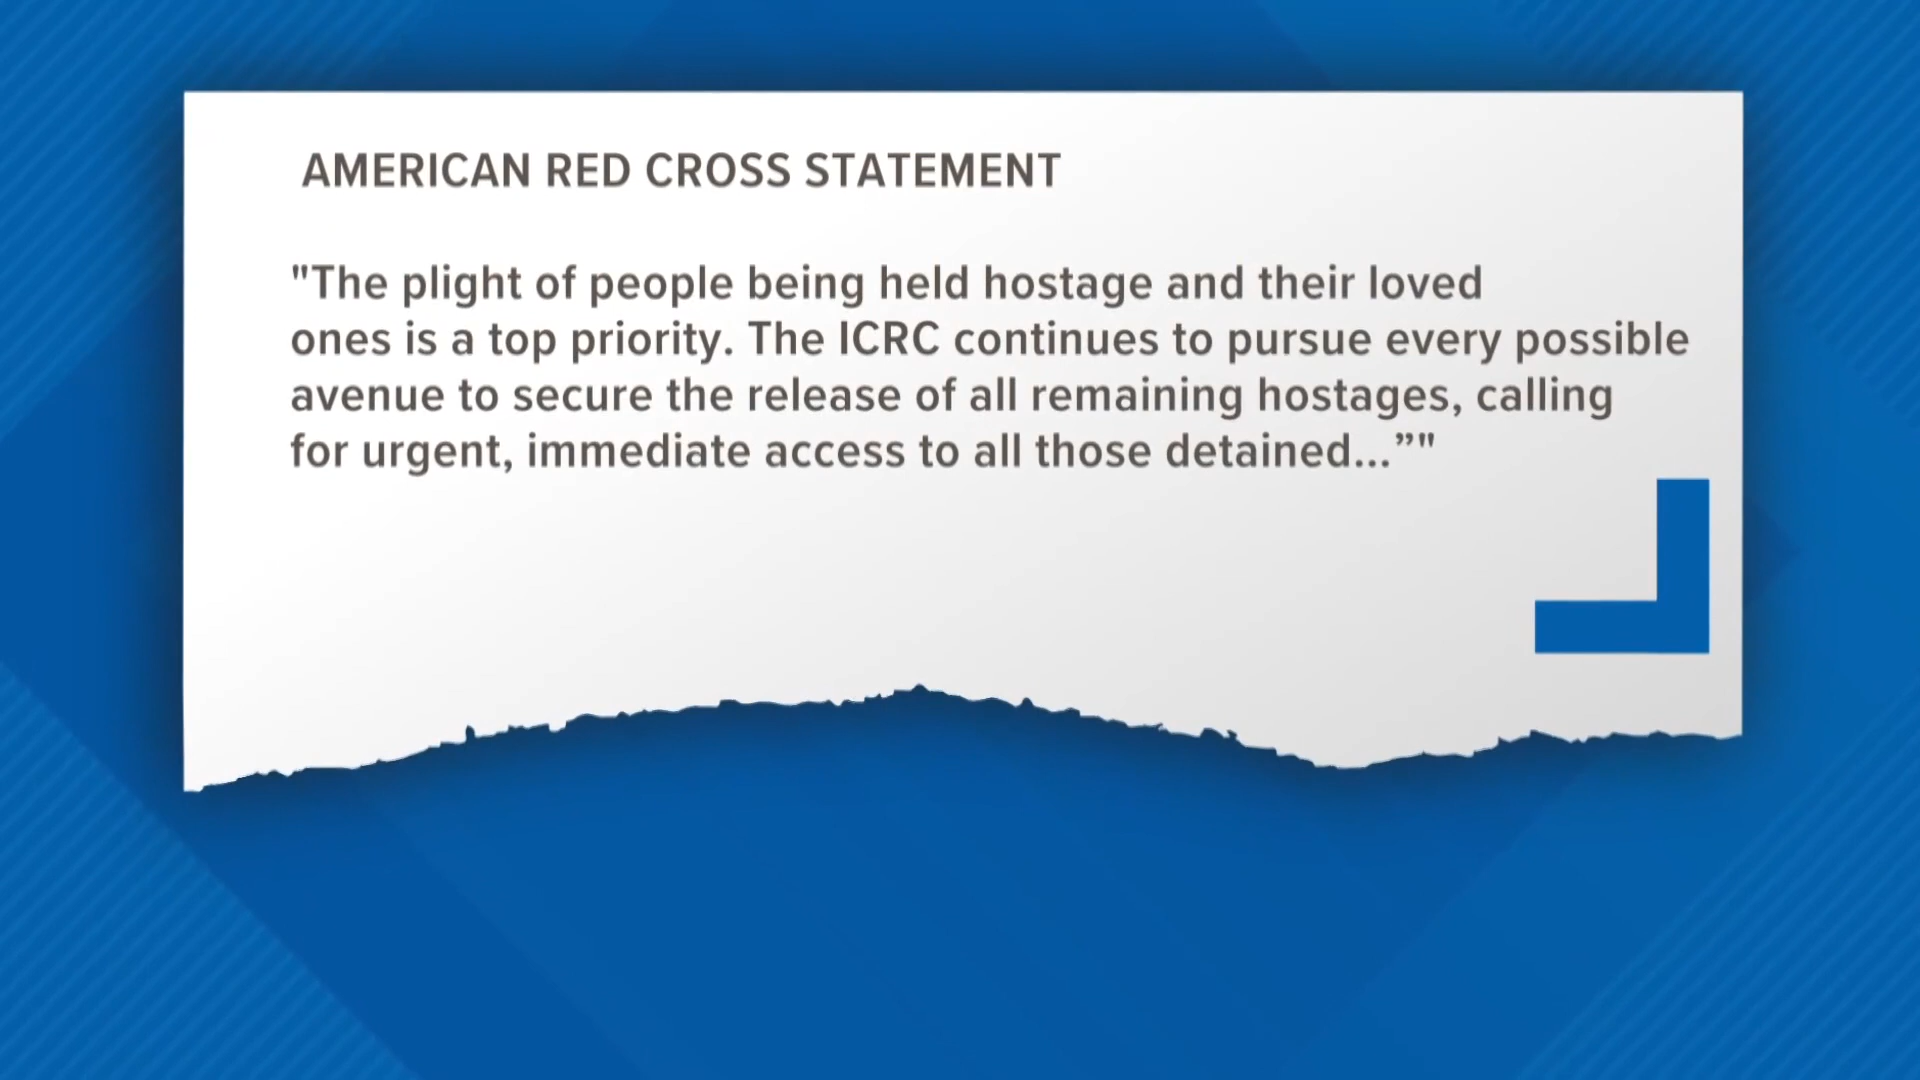 AMERICAN RED CROSS STATEMENT
"The plight of people being held hostage and their loved
ones is a top priority. The ICRC continues to pursue every possible
avenue to secure the release of all remaining hostages, calling
for urgent, immediate access to all those detained...”"